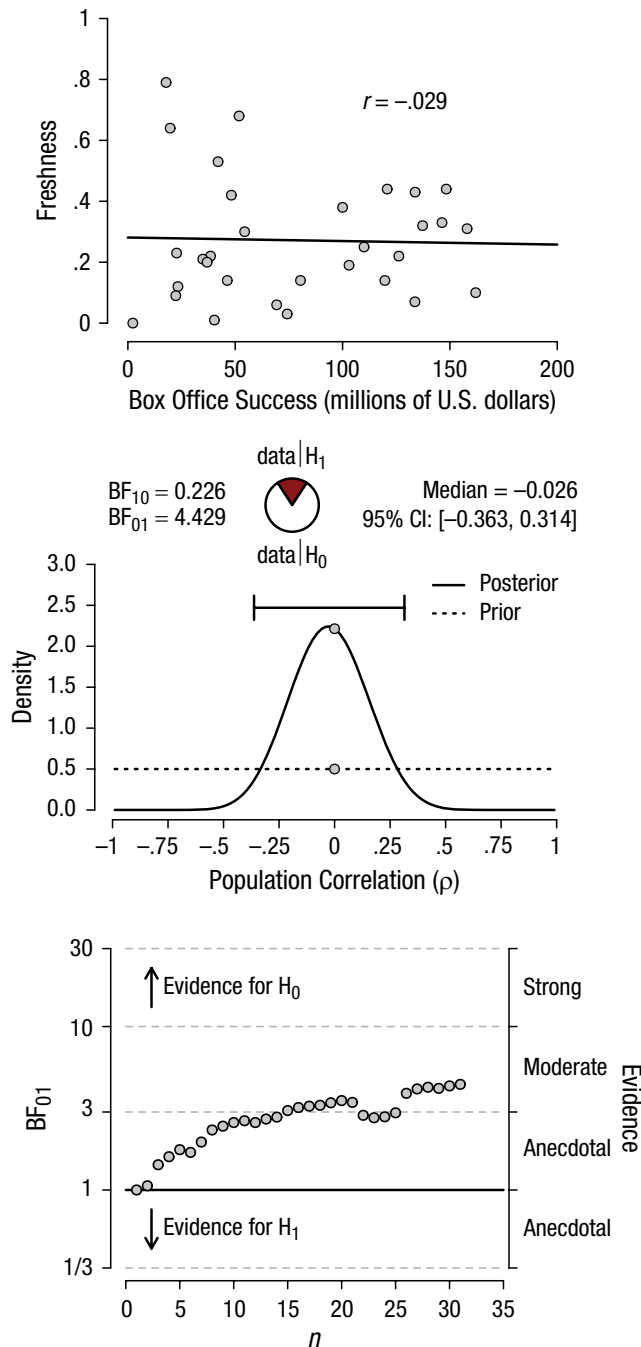 1
.8
.6
.4
.2
0
Freshness
r = –.029
0 50 100 150 200
Box Office Success (millions of U.S. dollars)
data|H1
BF10 = 0.226
BF01 = 4.429
Median = –0.026
95% CI: [–0.363, 0.314]
data|H0
3.0
2.5
2.0
1.5
1.0
0.5
0.0
Density
Posterior
Prior
–1 –.75 –.5 –.25 0 .25 .5 .75 1
Population Correlation (ρ)
30
10
3
1
1/3
BF01
Evidence for H0
Evidence for H1
Strong
Moderate
Anecdotal
Anecdotal
Evidence
0 5 10 15 20 25 30 35
n